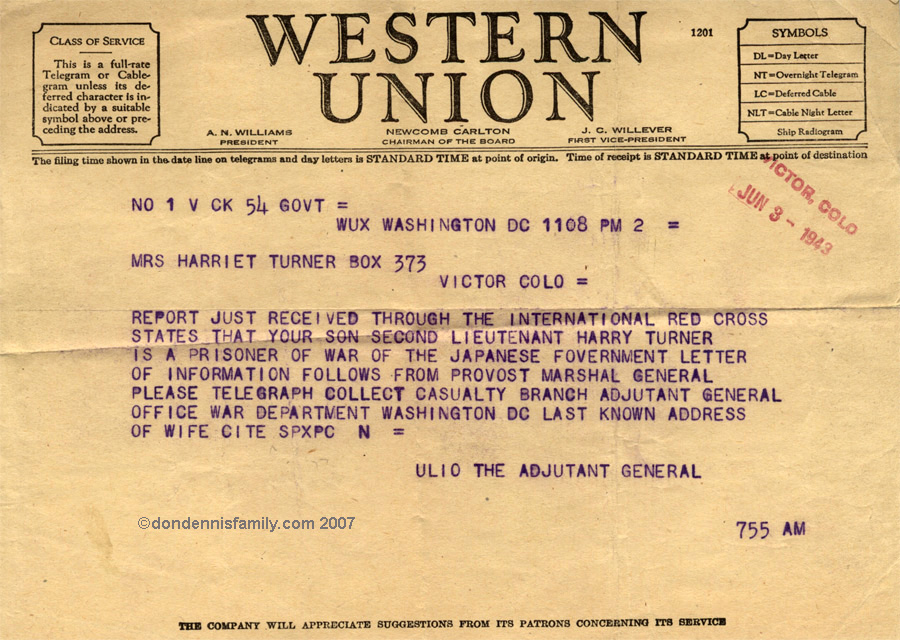 CLASS OF SERVICE
This is a full-rate
Telegram or Cable-
gram unless its de-
ferred character is in-
dicated by a suitable
symbol above or pre-
ceding the address.
WESTERN
UNION
1201
SYMBOLS
DL=Day Letter
NT=Overnight Telegram
LC=Deferred Cable
NLT=Cable Night Letter
Ship Radiogram
A. N. WILLIAMS
PRESIDENT
NEWCOMB CARLTON
CHAIRMAN OF THE BOARD
J. C. WILLEVER
FIRST VICE-PRESIDENT
The filing time shown in the date line on telegrams and day letters is STANDARD TIME at point of origin. Time of receipt is STANDARD TIME at point of destination
VICTOR, COLO
JUN 3 - 1943
NO 1 V CK 54 GOVT =
WUX WASHINGTON DC 1108 PM 2 =
MRS HARRIET TURNER BOX 373
VICTOR COLO =
REPORT JUST RECEIVED THROUGH THE INTERNATIONAL RED CROSS
STATES THAT YOUR SON SECOND LIEUTENANT HARRY TURNER
IS A PRISONER OF WAR OF THE JAPANESE FOVERNMENT LETTER
OF INFORMATION FOLLOWS FROM PROVOST MARSHAL GENERAL
PLEASE TELEGRAPH COLLECT CASUALTY BRANCH ADJUTANT GENERAL
OFFICE WAR DEPARTMENT WASHINGTON DC LAST KNOWN ADDRESS
OF WIFE CITE SPXPC N =
ULIO THE ADJUTANT GENERAL
©dondennisfamily.com 2007
755 AM
THE COMPANY WILL APPRECIATE SUGGESTIONS FROM ITS PATRONS CONCERNING ITS SERVICE